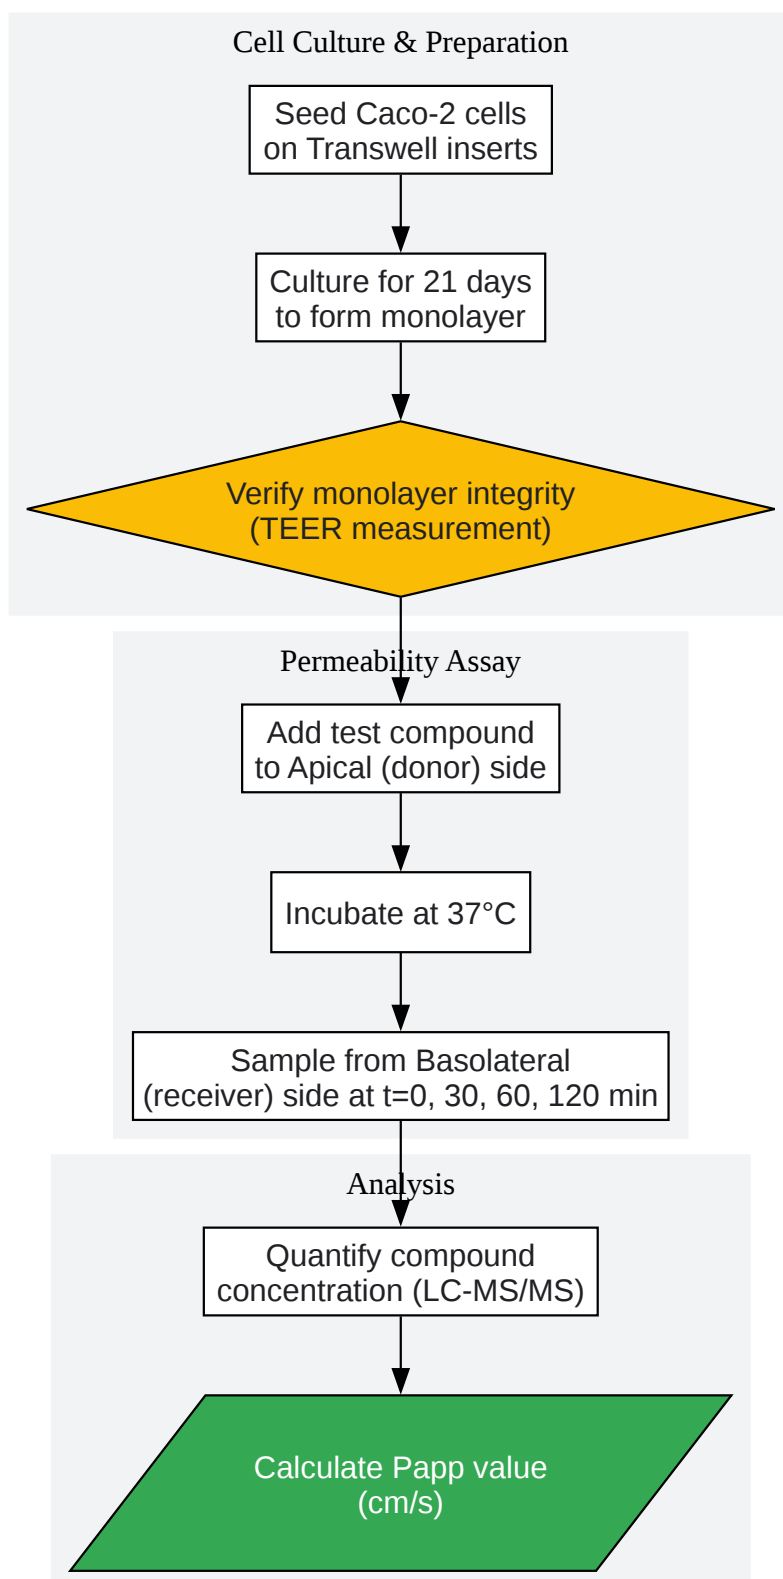 Cell Culture & Preparation
Seed Caco-2 cells
on Transwell inserts
Culture for 21 days
to form monolayer
Verify monolayer integrity
(TEER measurement)
Permeability Assay
Add test compound
to Apical (donor) side
Incubate at 37°C
Sample from Basolateral
(receiver) side at t=0, 30, 60, 120 min
Analysis
Quantify compound
concentration (LC-MS/MS)
Calculate Papp value
(cm/s)